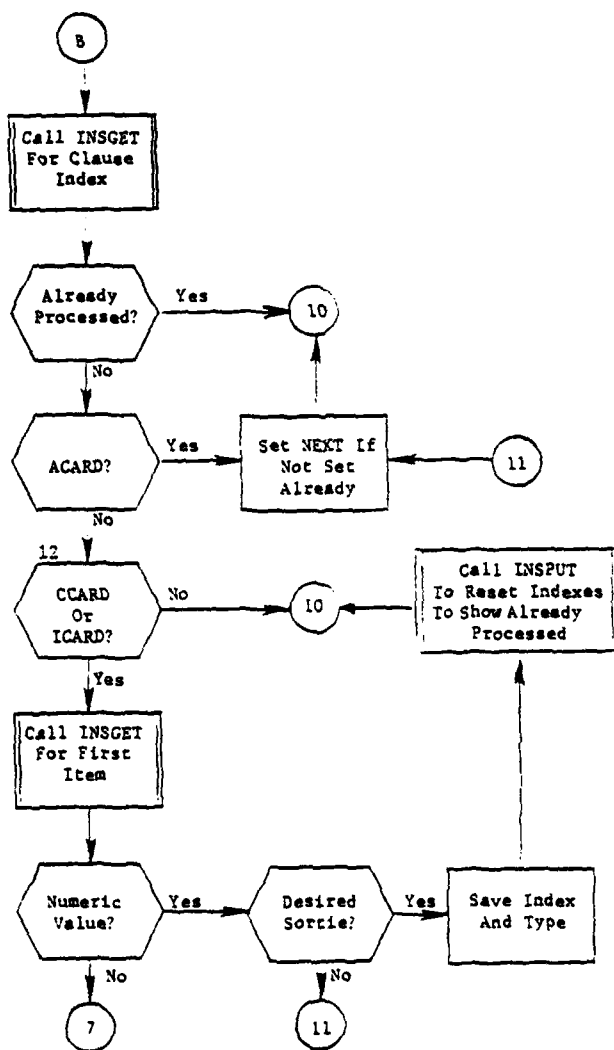 B
Call INSGET
For Clause
Index
Already
Processed?
Yes
10
No
ACARD?
Yes
Set NEXT If
Not Set
Already
11
No
12
CCARD
Or
ICARD?
No
10
Call INSPUT
To Reset Indexes
To Show Already
Processed
Yes
Call INSGET
For First
Item
Numeric
Value?
Yes
Desired
Sortie?
Yes
Save Index
And Type
No
No
7
11